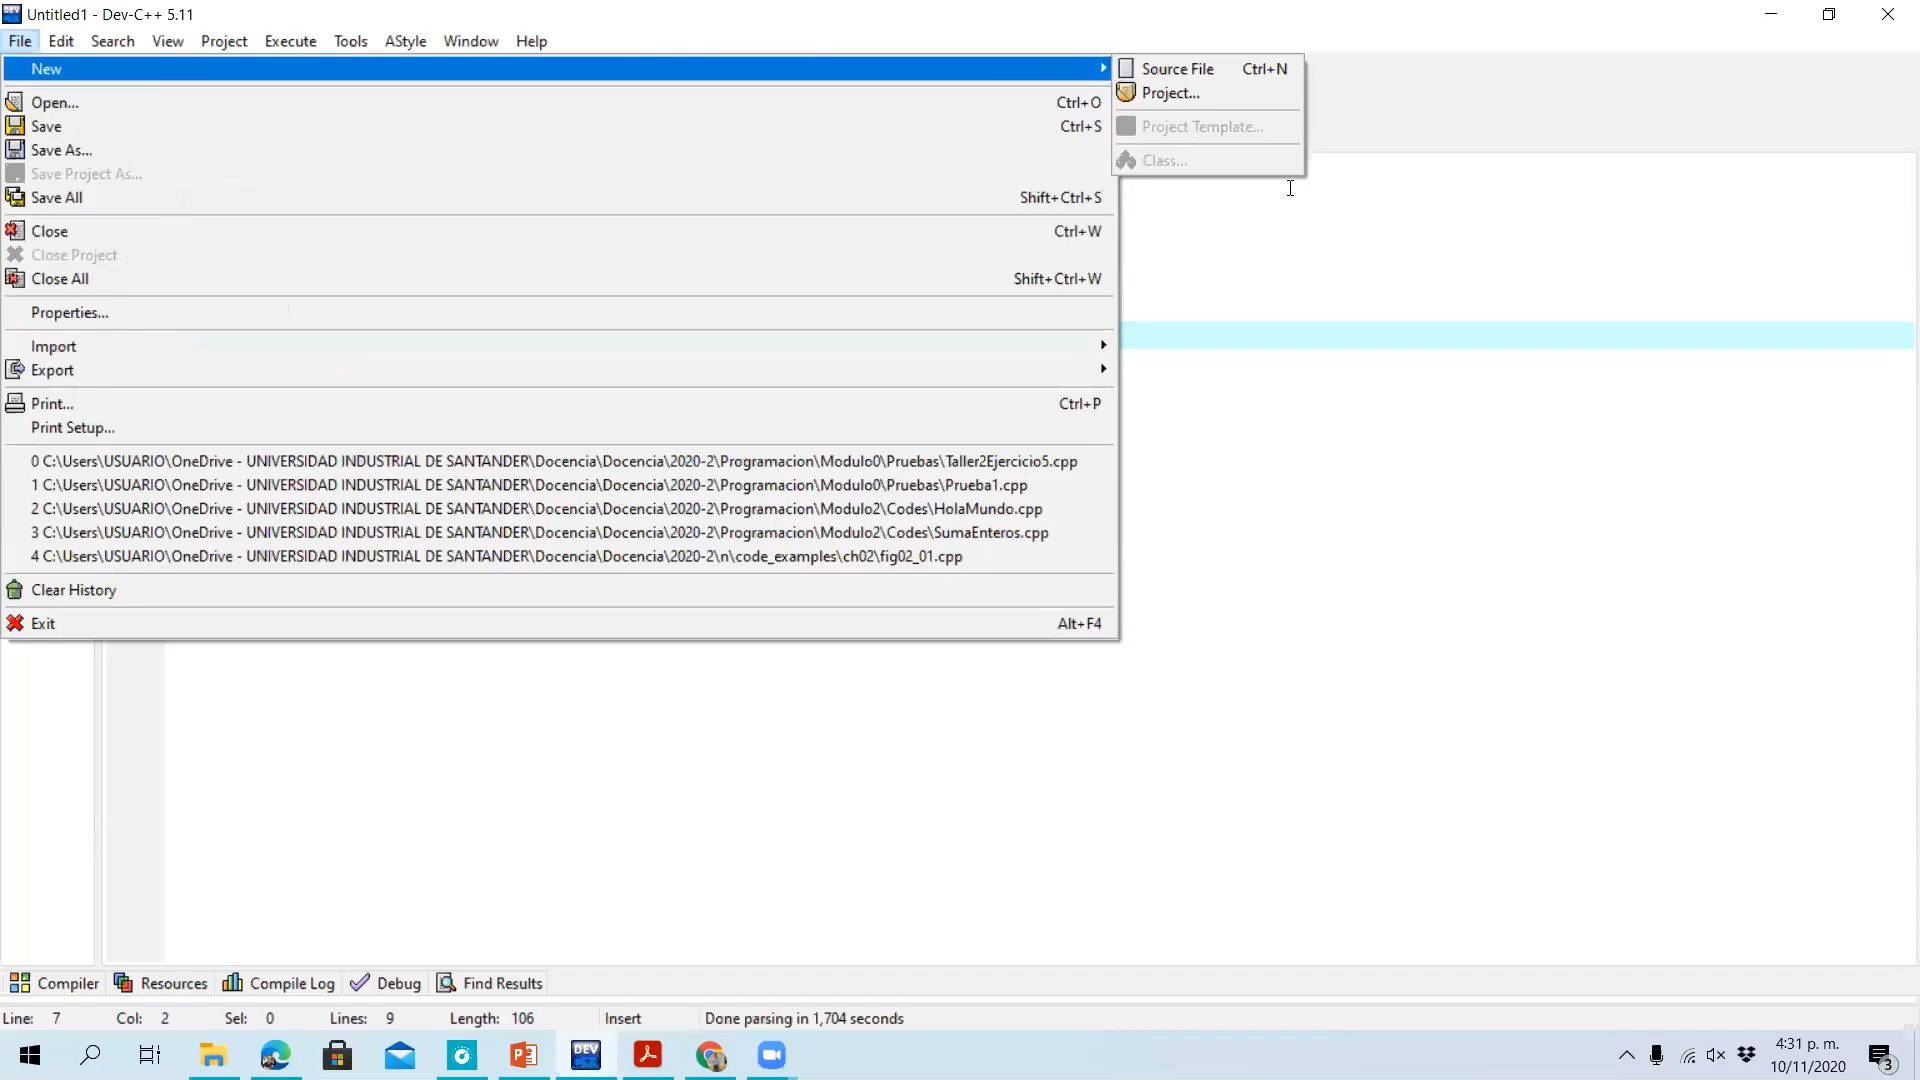 Untitled1 - Dev-C++ 5.11
File Edit Search View Project Execute Tools AStyle Window Help
New
Source File Ctrl+N
Project...
Project Template...
Class...
Open... Ctrl+O
Save Ctrl+S
Save As...
Save Project As...
Save All Shift+Ctrl+S
Close Ctrl+W
Close Project
Close All Shift+Ctrl+W
Properties...
Import
Export
Print... Ctrl+P
Print Setup...
0 C:\Users\USUARIO\OneDrive - UNIVERSIDAD INDUSTRIAL DE SANTANDER\Docencia\Docencia\2020-2\Programacion\Modulo0\Pruebas\Taller2Ejercicio5.cpp
1 C:\Users\USUARIO\OneDrive - UNIVERSIDAD INDUSTRIAL DE SANTANDER\Docencia\Docencia\2020-2\Programacion\Modulo0\Pruebas\Prueba1.cpp
2 C:\Users\USUARIO\OneDrive - UNIVERSIDAD INDUSTRIAL DE SANTANDER\Docencia\Docencia\2020-2\Programacion\Modulo2\Codes\HolaMundo.cpp
3 C:\Users\USUARIO\OneDrive - UNIVERSIDAD INDUSTRIAL DE SANTANDER\Docencia\Docencia\2020-2\Programacion\Modulo2\Codes\SumaEnteros.cpp
4 C:\Users\USUARIO\OneDrive - UNIVERSIDAD INDUSTRIAL DE SANTANDER\Docencia\Docencia\2020-2\n\code_examples\ch02\fig02_01.cpp
Clear History
Exit Alt+F4
Compiler Resources Compile Log Debug Find Results
Line: 7 Col: 2 Sel: 0 Lines: 9 Length: 106 Insert Done parsing in 1,704 seconds
DEV C++
4:31 p. m.
10/11/2020
3